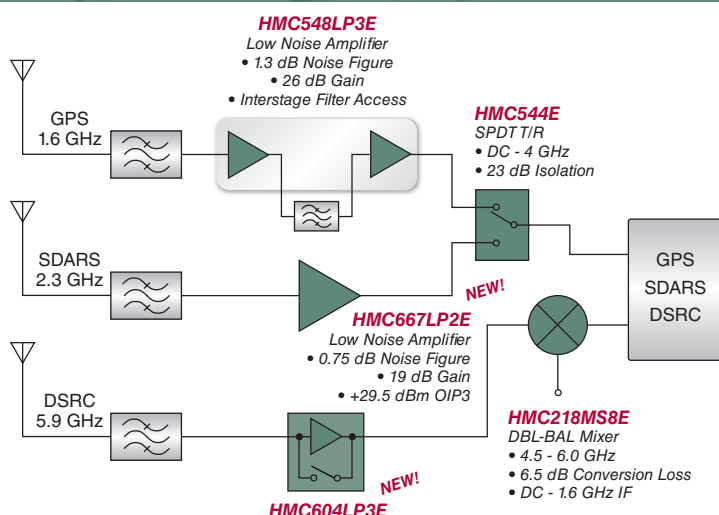 HMC548LP3E
Low Noise Amplifier
• 1.3 dB Noise Figure
• 26 dB Gain
• Interstage Filter Access
GPS
1.6 GHz
HMC544E
SPDT T/R
• DC - 4 GHz
• 23 dB Isolation
SDARS
2.3 GHz
NEW!
GPS
SDARS
DSRC
HMC667LP2E
Low Noise Amplifier
• 0.75 dB Noise Figure
• 19 dB Gain
• +29.5 dBm OIP3
DSRC
5.9 GHz
HMC218MS8E
DBL-BAL Mixer
• 4.5 - 6.0 GHz
• 6.5 dB Conversion Loss
• DC - 1.6 GHz IF
NEW!
HMC604LP3E